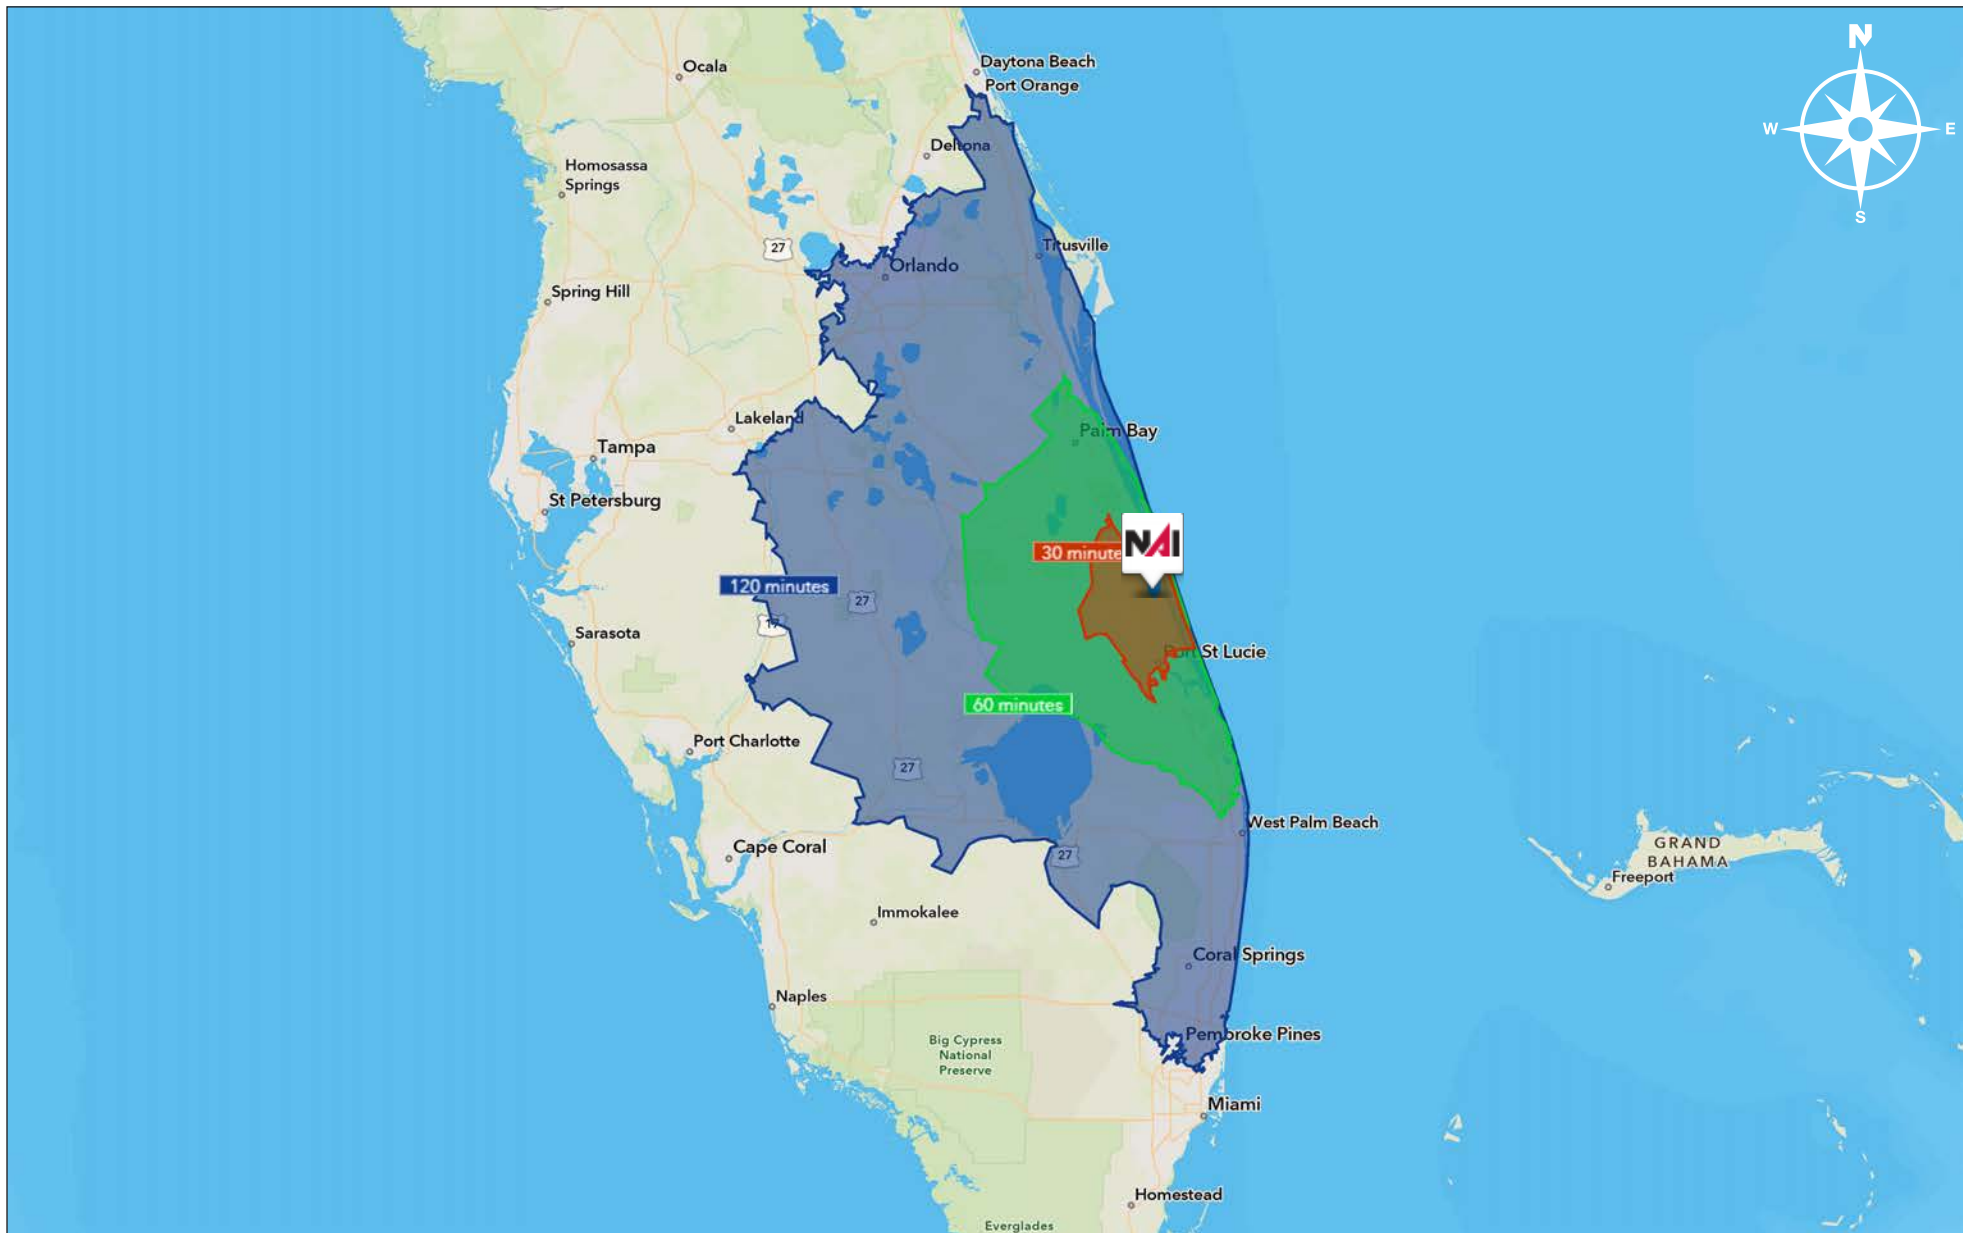 N
W
E
S
Ocala
Daytona Beach
Port Orange
Deltona
Homosassa
Springs
27
Titusville
Orlando
Spring Hill
Lakeland
Palm Bay
Tampa
St Petersburg
30 minute
NAI
120 minutes
27
17
Sarasota
Port St Lucie
60 minutes
Port Charlotte
27
West Palm Beach
Cape Coral
27
GRAND
BAHAMA
Freeport
Immokalee
Coral Springs
Naples
Pembroke Pines
Big Cypress
National
Preserve
Miami
Homestead
Everglades